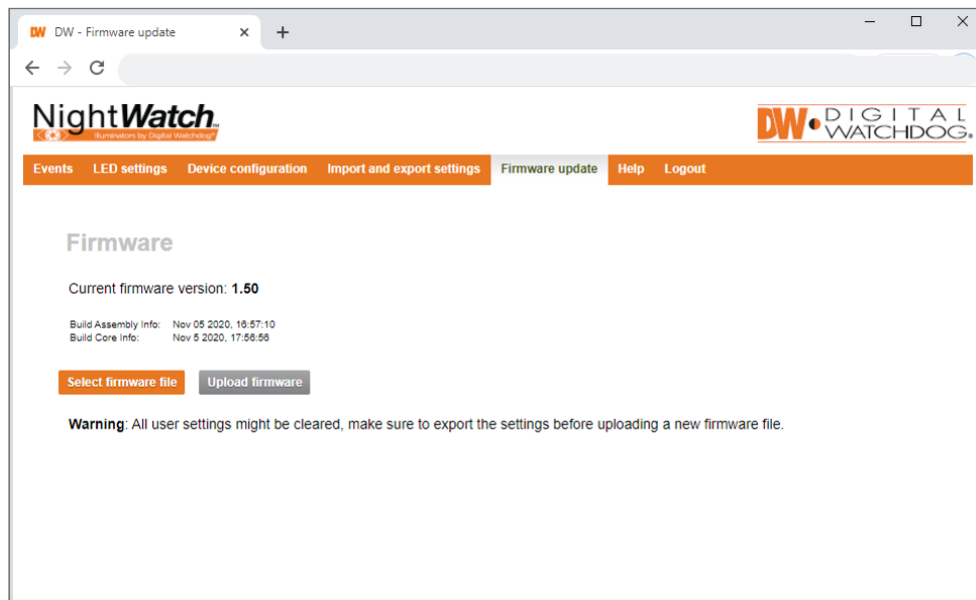 DW - Firmware update
NightWatch
Illuminators by Digital Watchdog®
DW DIGITAL WATCHDOG®
Events LED settings Device configuration Import and export settings Firmware update Help Logout
Firmware
Current firmware version: 1.50
Build Assembly Info: Nov 05 2020, 16:57:10
Build Core Info: Nov 5 2020, 17:56:56
Select firmware file Upload firmware
Warning: All user settings might be cleared, make sure to export the settings before uploading a new firmware file.